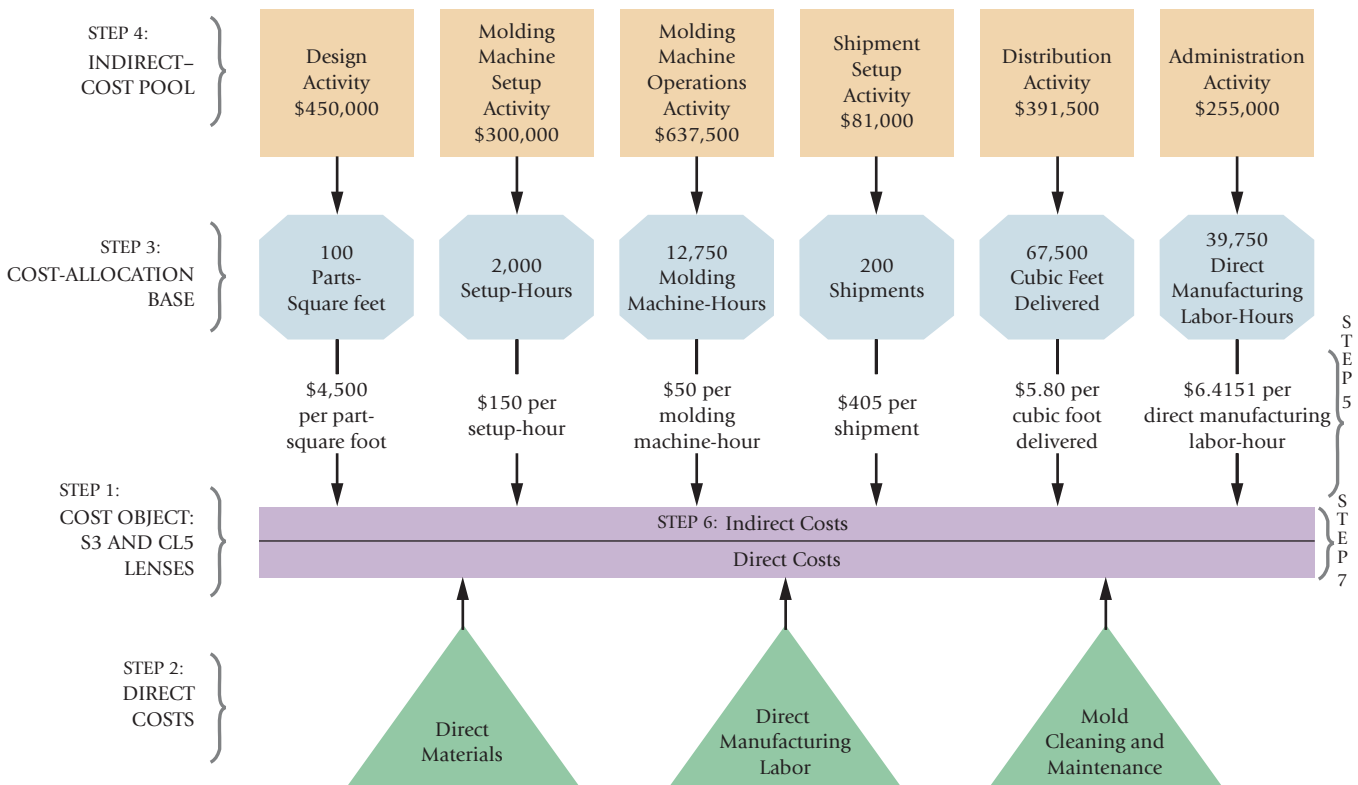 STEP 4:
INDIRECT–
COST POOL
Design
Activity
$450,000
Molding
Machine
Setup
Activity
$300,000
Molding
Machine
Operations
Activity
$637,500
Shipment
Setup
Activity
$81,000
Distribution
Activity
$391,500
Administration
Activity
$255,000
STEP 3:
COST-ALLOCATION
BASE
100
Parts-
Square feet
2,000
Setup-Hours
12,750
Molding
Machine-Hours
200
Shipments
67,500
Cubic Feet
Delivered
39,750
Direct
Manufacturing
Labor-Hours
$4,500
per part-
square foot
$150 per
setup-hour
$50 per
molding
machine-hour
$405 per
shipment
$5.80 per
cubic foot
delivered
$6.4151 per
direct manufacturing
labor-hour
STEP 5
STEP 1:
COST OBJECT:
S3 AND CL5
LENSES
STEP 6: Indirect Costs
Direct Costs
STEP 7
STEP 2:
DIRECT
COSTS
Direct
Materials
Direct
Manufacturing
Labor
Mold
Cleaning and
Maintenance